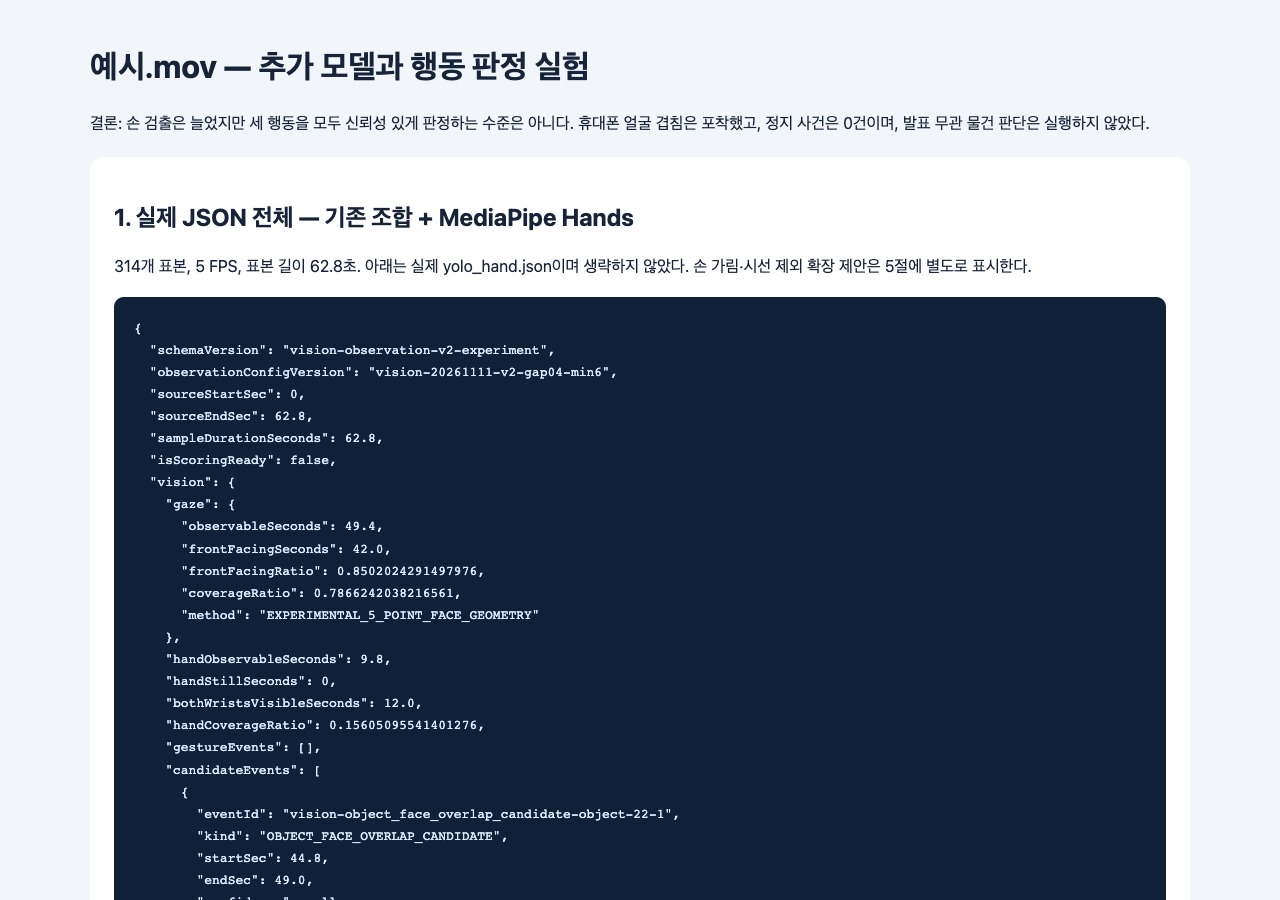 예시.mov — 추가 모델과 행동 판정 실험
결론: 손 검출은 늘었지만 세 행동을 모두 신뢰성 있게 판정하는 수준은 아니다. 휴대폰 얼굴 겹침은 포착했고, 정지 사건은 0건이며, 발표 무관 물건 판단은 실행하지 않았다.
1. 실제 JSON 전체 — 기존 조합 + MediaPipe Hands
314개 표본, 5 FPS, 표본 길이 62.8초. 아래는 실제 yolo_hand.json이며 생략하지 않았다. 손 가림·시선 제외 확장 제안은 5절에 별도로 표시한다.
{
"schemaVersion": "vision-observation-v2-experiment",
"observationConfigVersion": "vision-20261111-v2-gap04-min6",
"sourceStartSec": 0,
"sourceEndSec": 62.8,
"sampleDurationSeconds": 62.8,
"isScoringReady": false,
"vision": {
"gaze": {
"observableSeconds": 49.4,
"frontFacingSeconds": 42.0,
"frontFacingRatio": 0.8502024291497976,
"coverageRatio": 0.7866242038216561,
"method": "EXPERIMENTAL_5_POINT_FACE_GEOMETRY"
},
"handObservableSeconds": 9.8,
"handStillSeconds": 0,
"bothWristsVisibleSeconds": 12.0,
"handCoverageRatio": 0.15605095541401276,
"gestureEvents": [],
"candidateEvents": [
{
"eventId": "vision-object_face_overlap_candidate-object-22-1",
"kind": "OBJECT_FACE_OVERLAP_CANDIDATE",
"startSec": 44.8,
"endSec": 49.0,